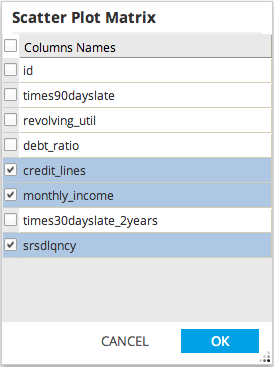 Scatter Plot Matrix
Columns Names
id
times90dayslate
revolving_util
debt_ratio
credit_lines
monthly_income
times30dayslate_2years
srsdlqncy
CANCEL OK